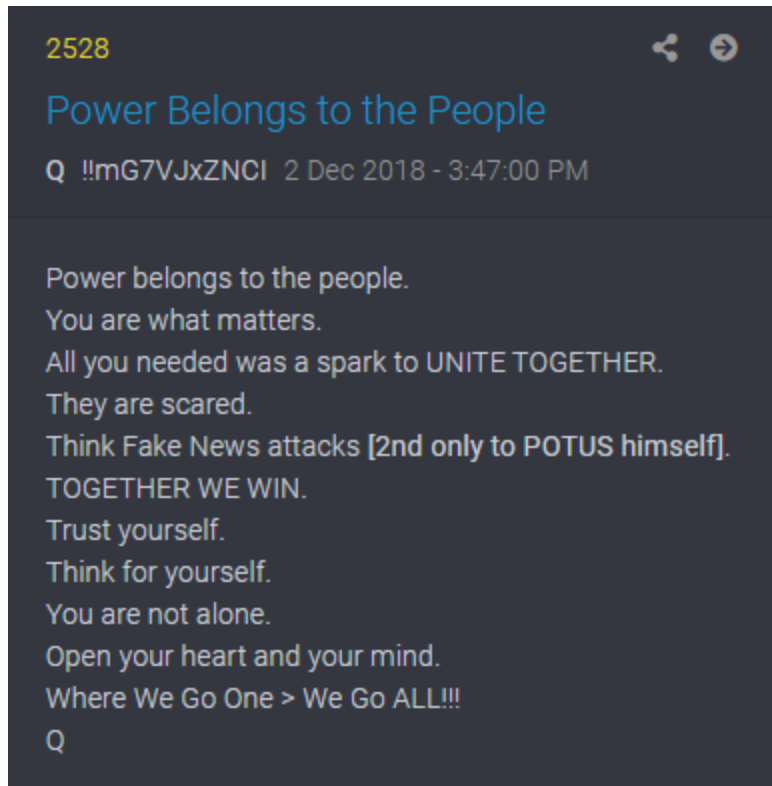 2528
Power Belongs to the People
Q !!mG7VJxZNCI 2 Dec 2018 - 3:47:00 PM
Power belongs to the people.
You are what matters.
All you needed was a spark to UNITE TOGETHER.
They are scared.
Think Fake News attacks [2nd only to POTUS himself].
TOGETHER WE WIN.
Trust yourself.
Think for yourself.
You are not alone.
Open your heart and your mind.
Where We Go One > We Go ALL!!!
Q